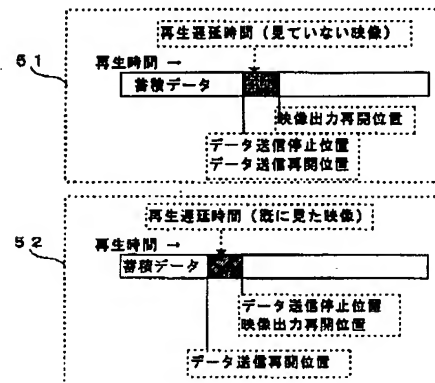 再生遅延時間（見ていない映像）
51
再生時間 →
蓄積データ
映像出力再開位置
データ送信停止位置
データ送信再開位置
再生遅延時間（既に見た映像）
52
再生時間 →
蓄積データ
データ送信停止位置
映像出力再開位置
データ送信再開位置